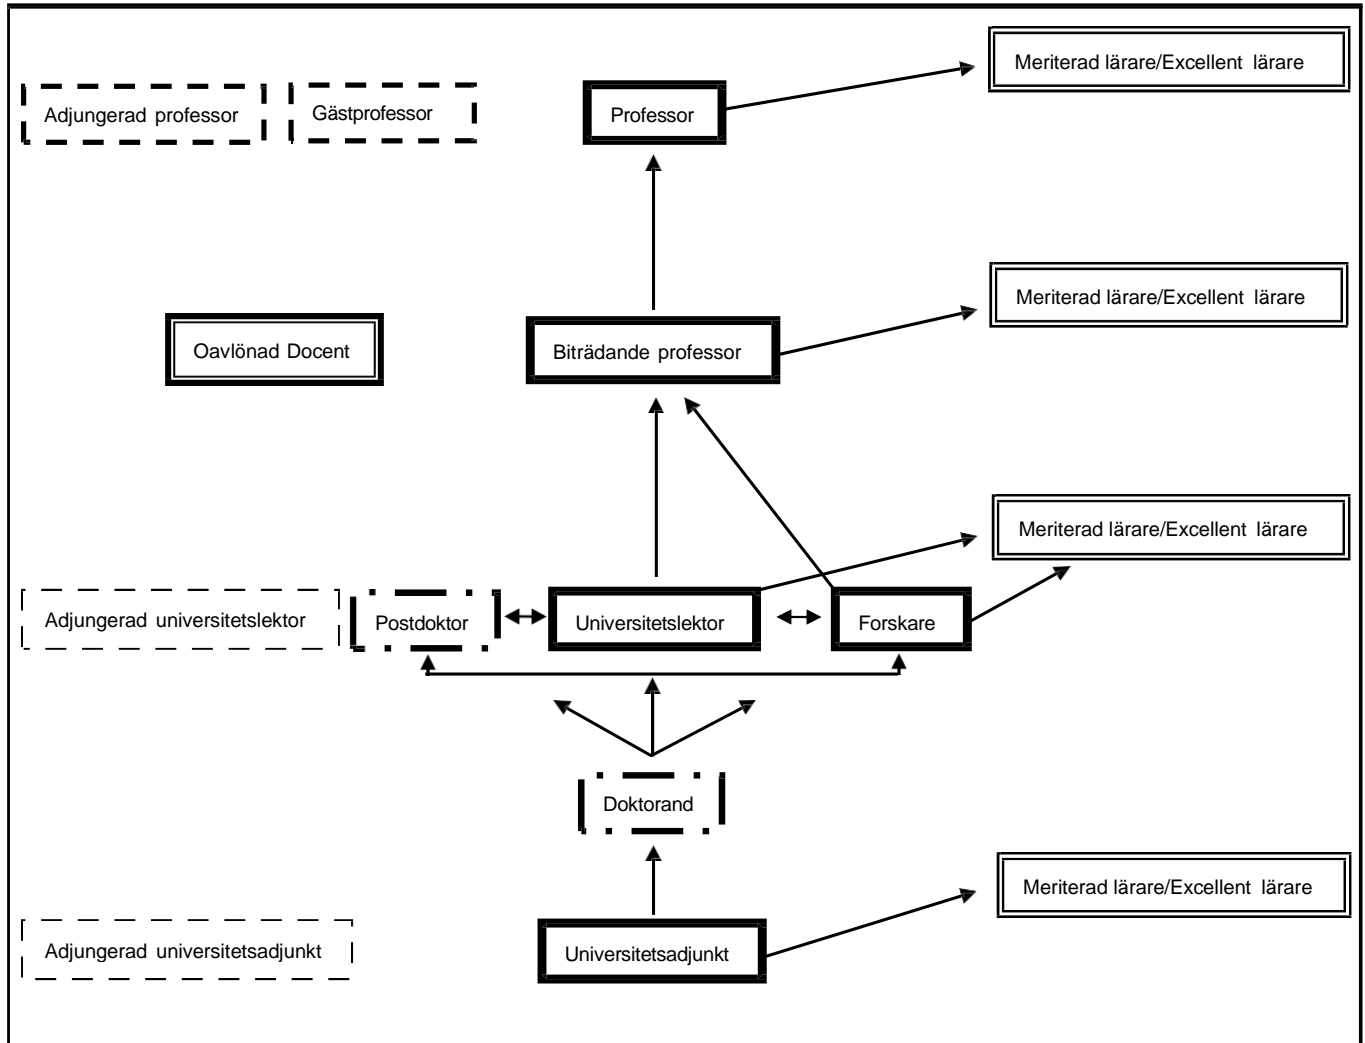 Meriterad lärare/Excellent lärare
Adjungerad professor
Gästprofessor
Professor
Meriterad lärare/Excellent lärare
Oavlönad Docent
Biträdande professor
Meriterad lärare/Excellent lärare
Adjungerad universitetslektor
Postdoktor
Universitetslektor
Forskare
Doktorand
Meriterad lärare/Excellent lärare
Adjungerad universitetsadjunkt
Universitetsadjunkt